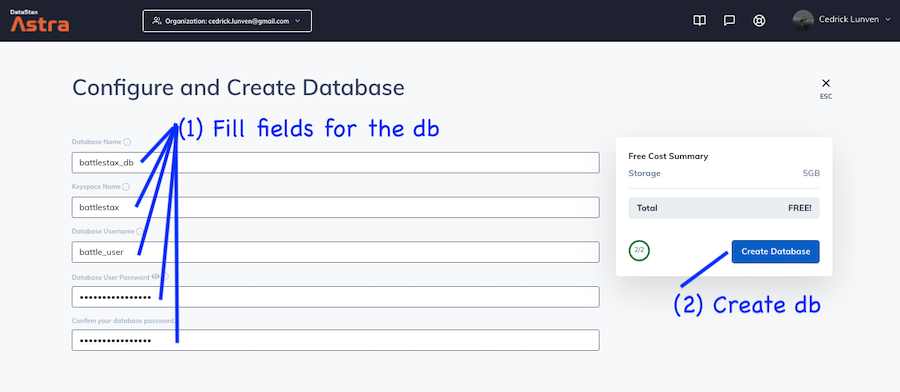 DataStax
Astra
Organization: cedrick.lunven@gmail.com
Cedrick Lunven
Configure and Create Database
ESC
(1) Fill fields for the db
Database Name
battlestax_db
Keyspace Name
battlestax
Database Username
battle_user
Database User Password
••••••••••••••••
Confirm your database password
••••••••••••••••
Free Cost Summary
Storage 5GB
Total FREE!
2/2
Create Database
(2) Create db